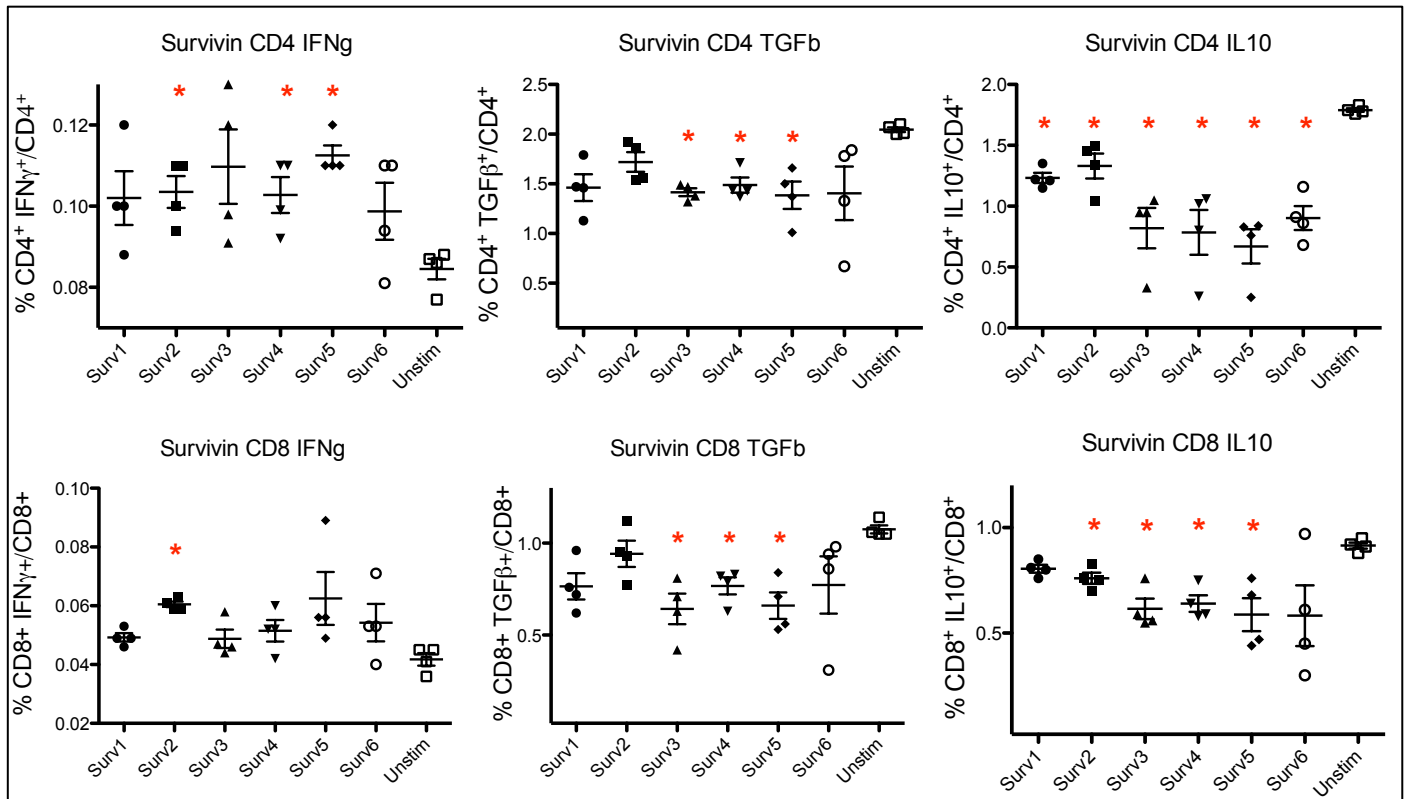 Survivin CD4 IFNg
% CD4⁺ IFNγ⁺/CD4⁺
0.12
0.10
0.08
*
*
*
Surv1
Surv2
Surv3
Surv4
Surv5
Surv6
Unstim
Survivin CD4 TGFb
% CD4⁺ TGFβ⁺/CD4⁺
2.5
2.0
1.5
1.0
0.5
*
*
*
Surv1
Surv2
Surv3
Surv4
Surv5
Surv6
Unstim
Survivin CD4 IL10
% CD4⁺ IL10⁺/CD4⁺
2.0
1.5
1.0
0.5
0.0
*
*
*
*
*
*
Surv1
Surv2
Surv3
Surv4
Surv5
Surv6
Unstim
Survivin CD8 IFNg
% CD8+ IFNγ+/CD8+
0.10
0.08
0.06
0.04
0.02
*
Surv1
Surv2
Surv3
Surv4
Surv5
Surv6
Unstim
Survivin CD8 TGFb
% CD8+ TGFβ+/CD8+
1.0
0.5
*
*
*
Surv1
Surv2
Surv3
Surv4
Surv5
Surv6
Unstim
Survivin CD8 IL10
% CD8⁺ IL10⁺/CD8⁺
1.0
0.5
*
*
*
*
Surv1
Surv2
Surv3
Surv4
Surv5
Surv6
Unstim